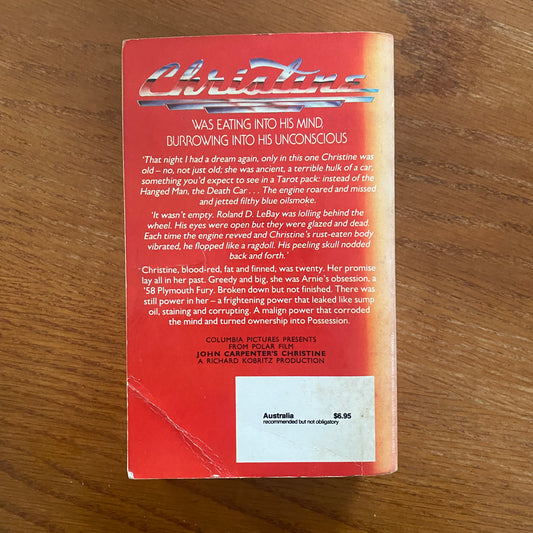 Christine
WAS EATING INTO HIS MIND,
BURROWING INTO HIS UNCONSCIOUS
'That night I had a dream again, only in this one Christine was
old – no, not just old; she was ancient, a terrible hulk of a car,
something you'd expect to see in a Tarot pack: instead of the
Hanged Man, the Death Car . . . The engine roared and missed
and jetted filthy blue oilsmoke.
'It wasn't empty. Roland D. LeBay was lolling behind the
wheel. His eyes were open but they were glazed and dead.
Each time the engine revved and Christine's rust-eaten body
vibrated, he flopped like a ragdoll. His peeling skull nodded
back and forth.'
Christine, blood-red, fat and finned, was twenty. Her promise
lay all in her past. Greedy and big, she was Arnie's obsession, a
'58 Plymouth Fury. Broken down but not finished. There was
still power in her – a frightening power that leaked like sump
oil, staining and corrupting. A malign power that corroded
the mind and turned ownership into Possession.
COLUMBIA PICTURES PRESENTS
FROM POLAR FILM
JOHN CARPENTER'S CHRISTINE
A RICHARD KOBRITZ PRODUCTION
Australia $6.95
recommended but not obligatory